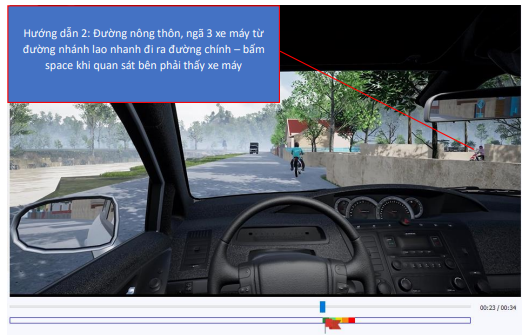 Hướng dẫn 2: Đường nông thôn, ngã 3 xe máy từ
đường nhánh lao nhanh đi ra đường chính – bấm
space khi quan sát bên phải thấy xe máy
00:23 / 00:34